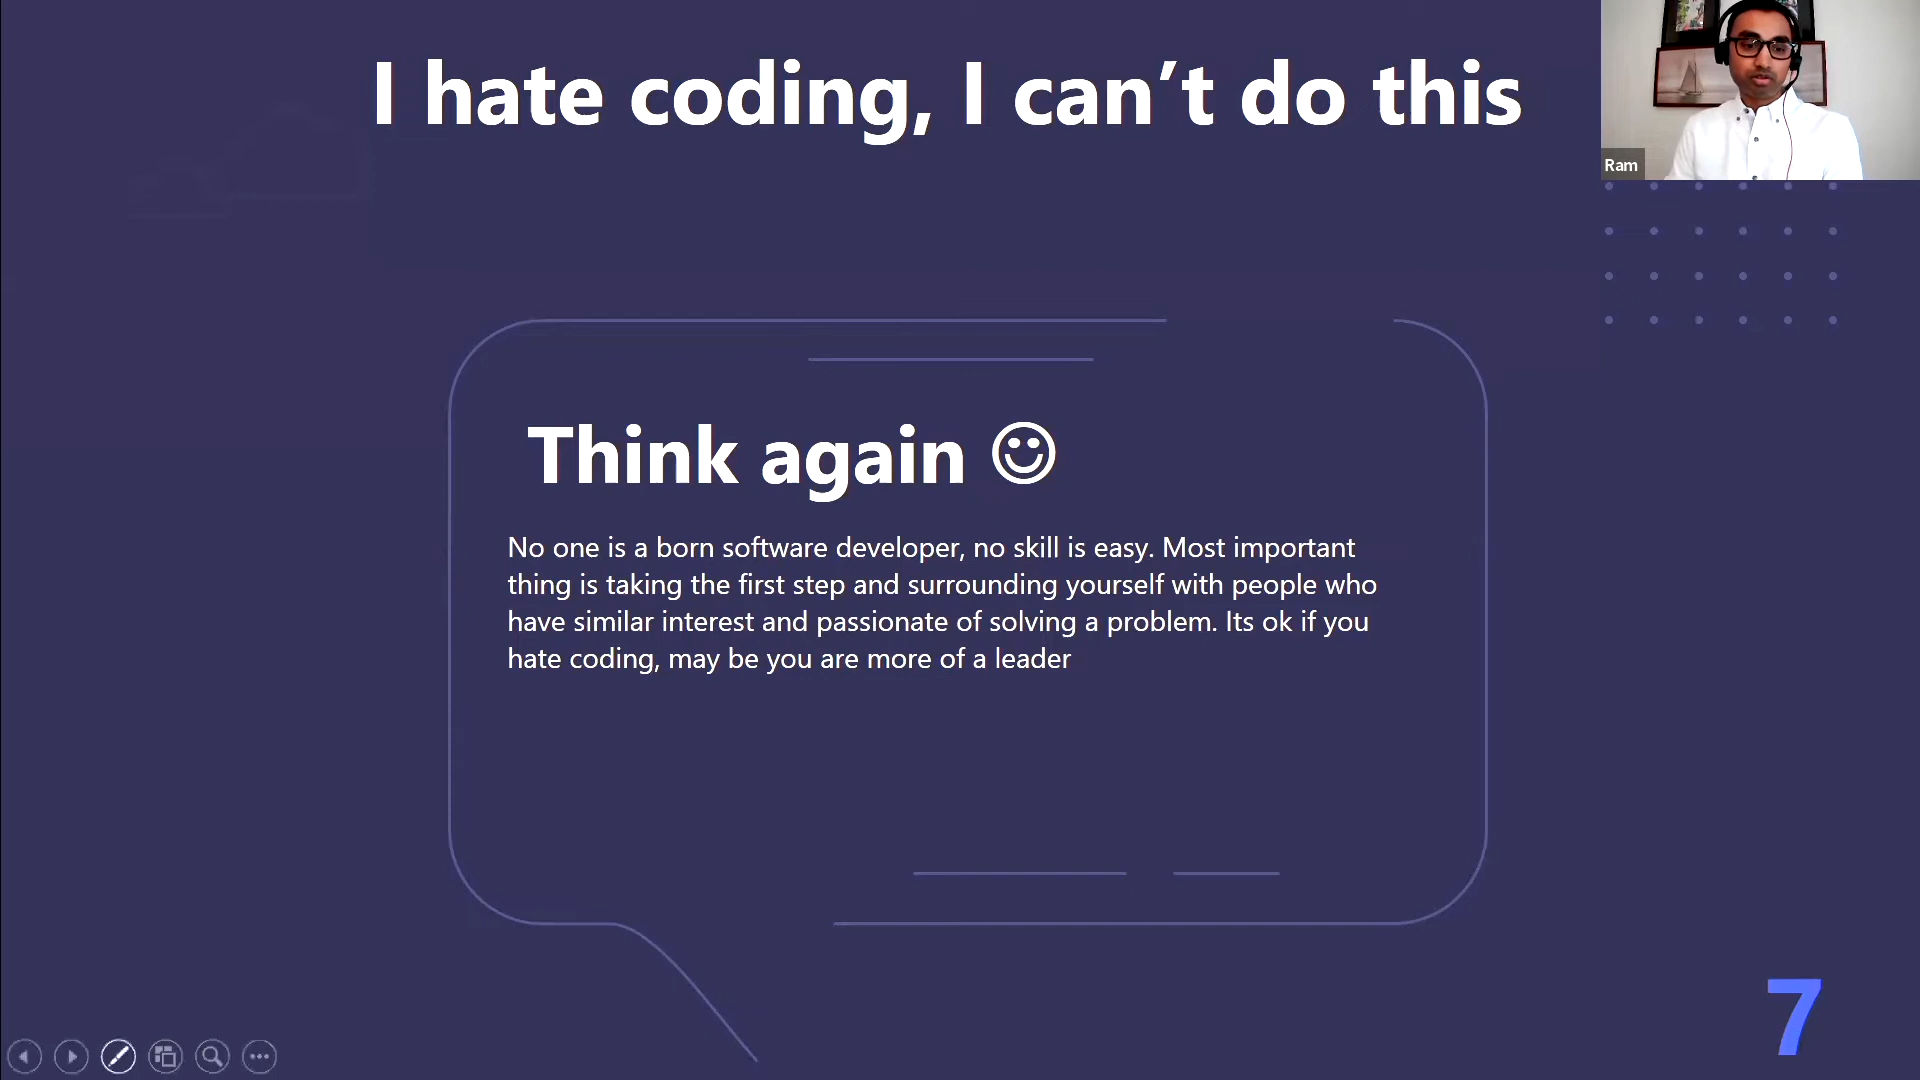 I hate coding, I can’t do this
Ram
Think again ☺
No one is a born software developer, no skill is easy. Most important
thing is taking the first step and surrounding yourself with people who
have similar interest and passionate of solving a problem. Its ok if you
hate coding, may be you are more of a leader
7